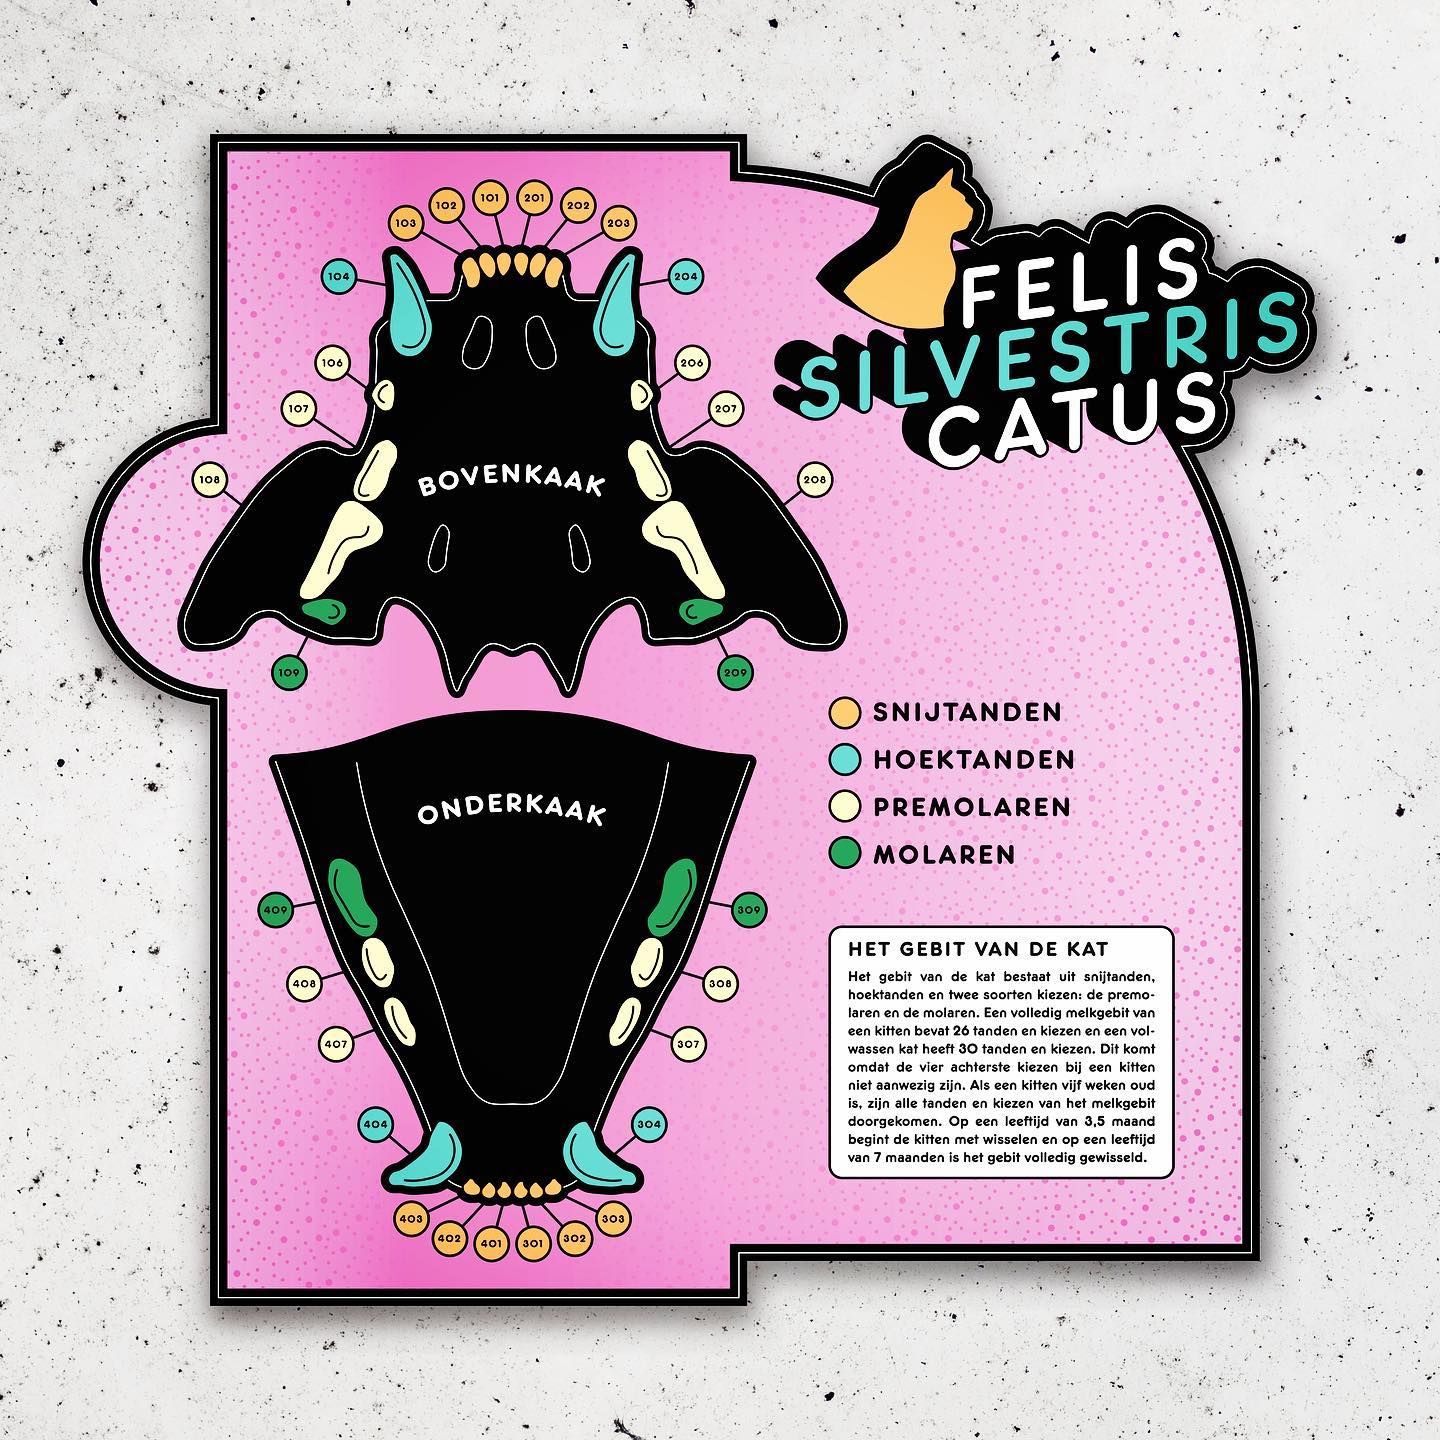 FELIS
SILVESTRIS
CATUS
103 102 101 201 202 203
104 204
106 206
107 207
108 208
BOVENKAAK
109 209
ONDERKAAK
409 309
408 308
407 307
404 304
403 402 401 301 302 303
SNIJTANDEN
HOEKTANDEN
PREMOLAREN
MOLAREN
HET GEBIT VAN DE KAT
Het gebit van de kat bestaat uit snijtanden,
hoektanden en twee soorten kiezen: de premo-
laren en de molaren. Een volledig melkgebit van
een kitten bevat 26 tanden en kiezen en een vol-
wassen kat heeft 30 tanden en kiezen. Dit komt
omdat de vier achterste kiezen bij een kitten
niet aanwezig zijn. Als een kitten vijf weken oud
is, zijn alle tanden en kiezen van het melkgebit
doorgekomen. Op een leeftijd van 3,5 maand
begint de kitten met wisselen en op een leeftijd
van 7 maanden is het gebit volledig gewisseld.